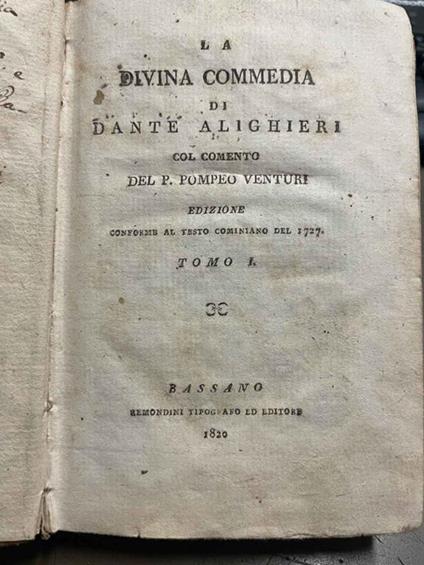 LA
DIVINA COMMEDIA
DI
DANTE ALIGHIERI
COL COMENTO
DEL P. POMPEO VENTURI
EDIZIONE
CONFORME AL TESTO COMINIANO DEL 1727.
TOMO I.
BASSANO
REMONDINI TIPOGRAFO ED EDITORE
1820